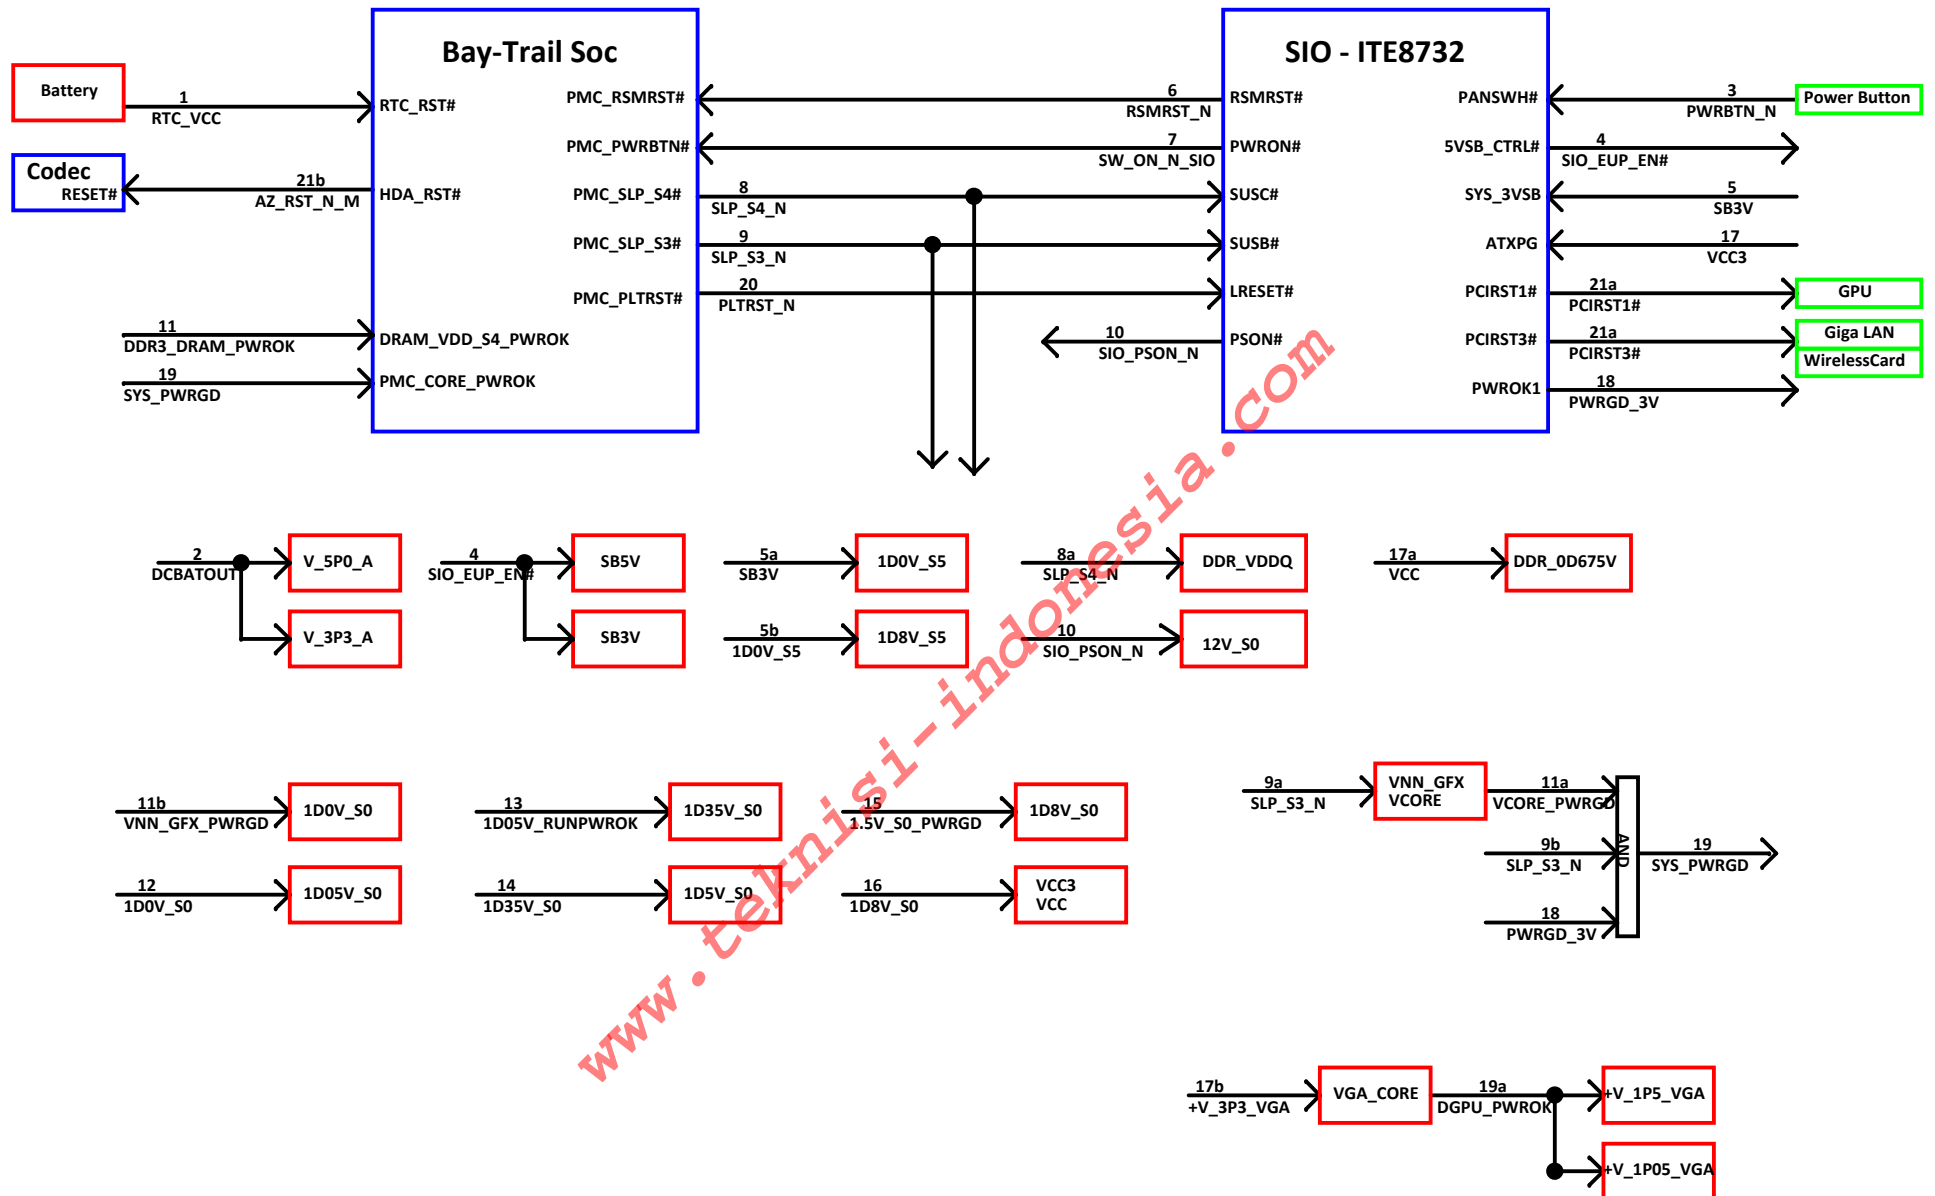 Bay-Trail Soc
SIO - ITE8732
Battery
1
RTC_VCC
RTC_RST#
PMC_RSMRST#
6
RSMRST_N
RSMRST#
PANSWH#
3
PWRBTN_N
Power Button
PMC_PWRBTN#
7
SW_ON_N_SIO
PWRON#
5VSB_CTRL#
4
SIO_EUP_EN#
Codec
RESET#
21b
AZ_RST_N_M
HDA_RST#
PMC_SLP_S4#
8
SLP_S4_N
SUSC#
SYS_3VSB
5
SB3V
PMC_SLP_S3#
9
SLP_S3_N
SUSB#
ATXPG
17
VCC3
PMC_PLTRST#
20
PLTRST_N
LRESET#
PCIRST1#
21a
PCIRST1#
GPU
11
DDR3_DRAM_PWROK
DRAM_VDD_S4_PWROK
10
SIO_PSON_N
PSON#
PCIRST3#
21a
PCIRST3#
Giga LAN
WirelessCard
19
SYS_PWRGD
PMC_CORE_PWROK
PWROK1
18
PWRGD_3V
2
DCBATOUT
V_5P0_A
V_3P3_A
4
SIO_EUP_EN#
SB5V
SB3V
5a
SB3V
1D0V_S5
5b
1D0V_S5
1D8V_S5
8a
SLP_S4_N
DDR_VDDQ
10
SIO_PSON_N
12V_S0
17a
VCC
DDR_0D675V
11b
VNN_GFX_PWRGD
1D0V_S0
13
1D05V_RUNPWROK
1D35V_S0
15
1.5V_S0_PWRGD
1D8V_S0
12
1D0V_S0
1D05V_S0
14
1D35V_S0
1D5V_S0
16
1D8V_S0
VCC3
VCC
9a
SLP_S3_N
VNN_GFX
VCORE
11a
VCORE_PWRGD
9b
SLP_S3_N
18
PWRGD_3V
AND
19
SYS_PWRGD
17b
+V_3P3_VGA
VGA_CORE
19a
DGPU_PWROK
+V_1P5_VGA
+V_1P05_VGA
www.teknisi-indonesia.com